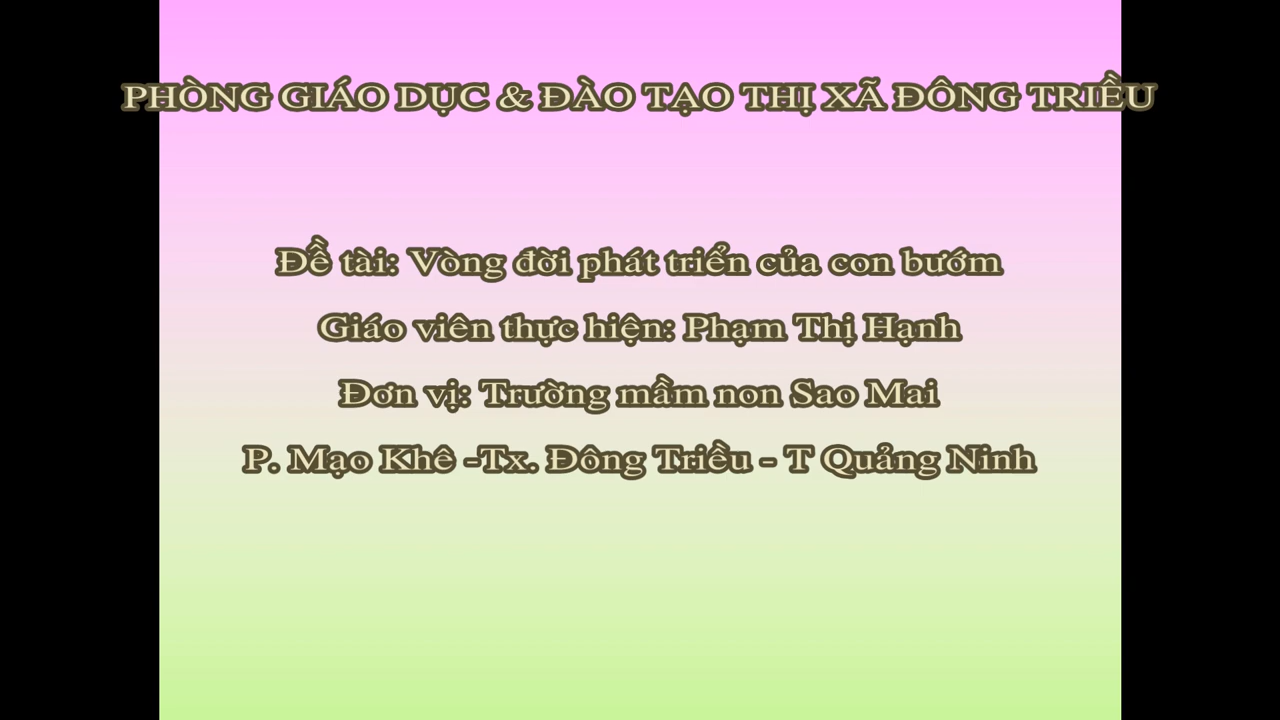 PHÒNG GIÁO DỤC & ĐÀO TẠO THỊ XÃ ĐÔNG TRIỀU
Đề tài: Vòng đời phát triển của con bướm
Giáo viên thực hiện: Phạm Thị Hạnh
Đơn vị: Trường mầm non Sao Mai
P. Mạo Khê -Tx. Đông Triều - T Quảng Ninh